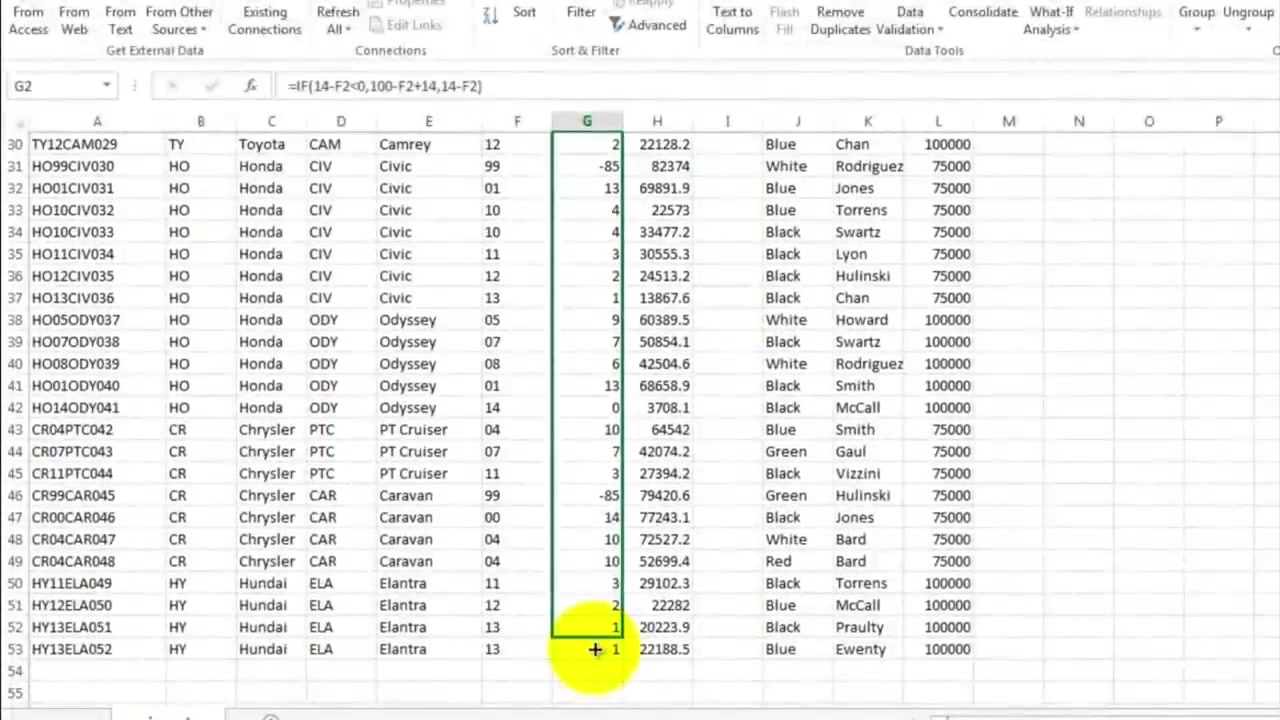 From Access
From Web
From Text
From Other Sources
Existing Connections
Refresh All
Properties
Edit Links
Sort
Filter
Reapply
Advanced
Text to Columns
Flash Fill
Remove Duplicates
Data Validation
Consolidate
What-If Analysis
Relationships
Group
Ungroup
Get External Data
Connections
Sort & Filter
Data Tools
G2 fx =IF(14-F2<0,100-F2+14,14-F2)
A B C D E F G H I J K L M N O P
30 TY12CAM029 TY Toyota CAM Camrey 12 2 22128.2 Blue Chan 100000
31 HO99CIV030 HO Honda CIV Civic 99 -85 82374 White Rodriguez 75000
32 HO01CIV031 HO Honda CIV Civic 01 13 69891.9 Blue Jones 75000
33 HO10CIV032 HO Honda CIV Civic 10 4 22573 Blue Torrens 75000
34 HO10CIV033 HO Honda CIV Civic 10 4 33477.2 Black Swartz 75000
35 HO11CIV034 HO Honda CIV Civic 11 3 30555.3 Black Lyon 75000
36 HO12CIV035 HO Honda CIV Civic 12 2 24513.2 Black Hulinski 75000
37 HO13CIV036 HO Honda CIV Civic 13 1 13867.6 Black Chan 75000
38 HO05ODY037 HO Honda ODY Odyssey 05 9 60389.5 White Howard 100000
39 HO07ODY038 HO Honda ODY Odyssey 07 7 50854.1 Black Swartz 100000
40 HO08ODY039 HO Honda ODY Odyssey 08 6 42504.6 White Rodriguez 100000
41 HO01ODY040 HO Honda ODY Odyssey 01 13 68658.9 Black Smith 100000
42 HO14ODY041 HO Honda ODY Odyssey 14 0 3708.1 Black McCall 100000
43 CR04PTC042 CR Chrysler PTC PT Cruiser 04 10 64542 Blue Smith 75000
44 CR07PTC043 CR Chrysler PTC PT Cruiser 07 7 42074.2 Green Gaul 75000
45 CR11PTC044 CR Chrysler PTC PT Cruiser 11 3 27394.2 Black Vizzini 75000
46 CR99CAR045 CR Chrysler CAR Caravan 99 -85 79420.6 Green Hulinski 75000
47 CR00CAR046 CR Chrysler CAR Caravan 00 14 77243.1 Black Jones 75000
48 CR04CAR047 CR Chrysler CAR Caravan 04 10 72527.2 White Bard 75000
49 CR04CAR048 CR Chrysler CAR Caravan 04 10 52699.4 Red Bard 75000
50 HY11ELA049 HY Hundai ELA Elantra 11 3 29102.3 Black Torrens 100000
51 HY12ELA050 HY Hundai ELA Elantra 12 2 22282 Blue McCall 100000
52 HY13ELA051 HY Hundai ELA Elantra 13 1 20223.9 Black Praulty 100000
53 HY13ELA052 HY Hundai ELA Elantra 13 1 22188.5 Blue Ewenty 100000
54
55